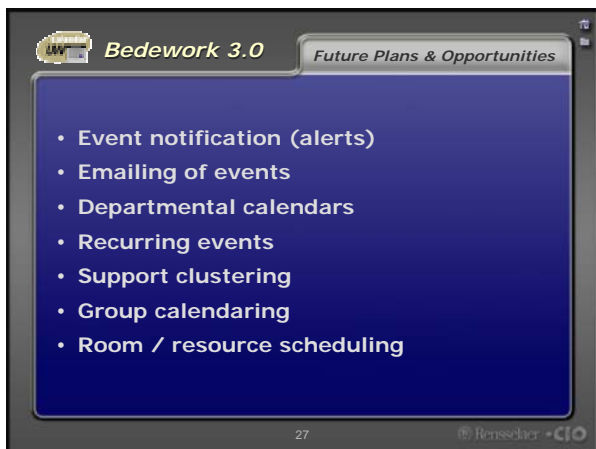 Bedework 3.0
Future Plans & Opportunities
• Event notification (alerts)
• Emailing of events
• Departmental calendars
• Recurring events
• Support clustering
• Group calendaring
• Room / resource scheduling
27
Rensselaer • CIO